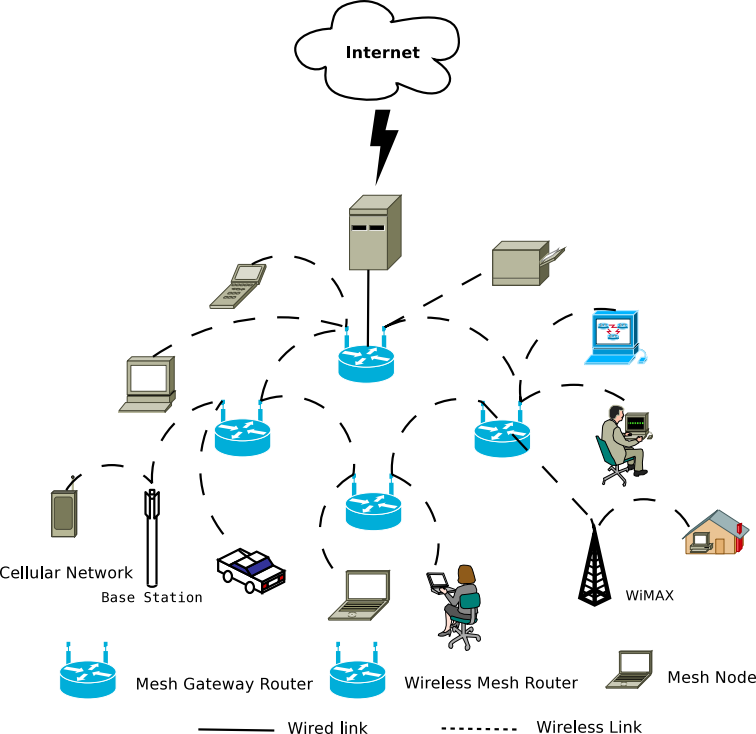 Internet
Cellular Network
Base Station
WiMAX
Mesh Gateway Router
Wireless Mesh Router
Mesh Node
Wired link
Wireless Link